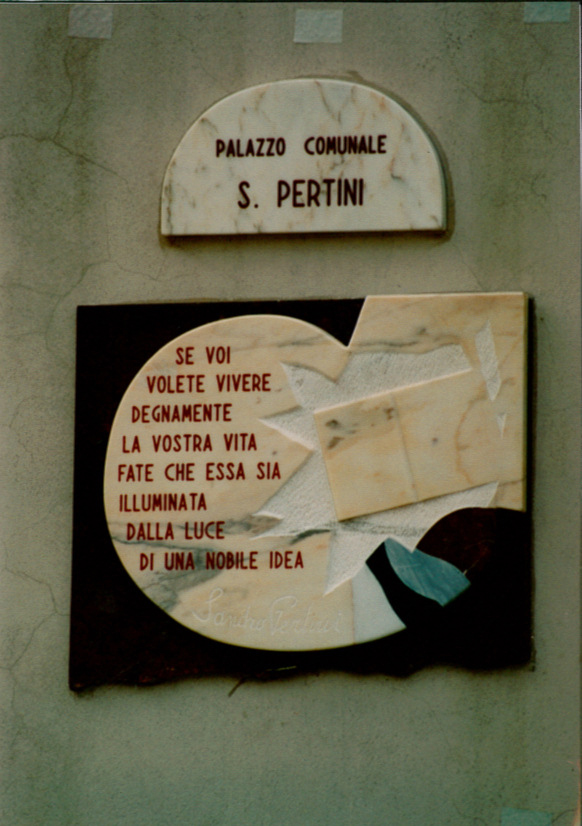 PALAZZO COMUNALE
S. PERTINI
SE VOI
VOLETE VIVERE
DEGNAMENTE
LA VOSTRA VITA
FATE CHE ESSA SIA
ILLUMINATA
DALLA LUCE
DI UNA NOBILE IDEA
Sandro Pertini